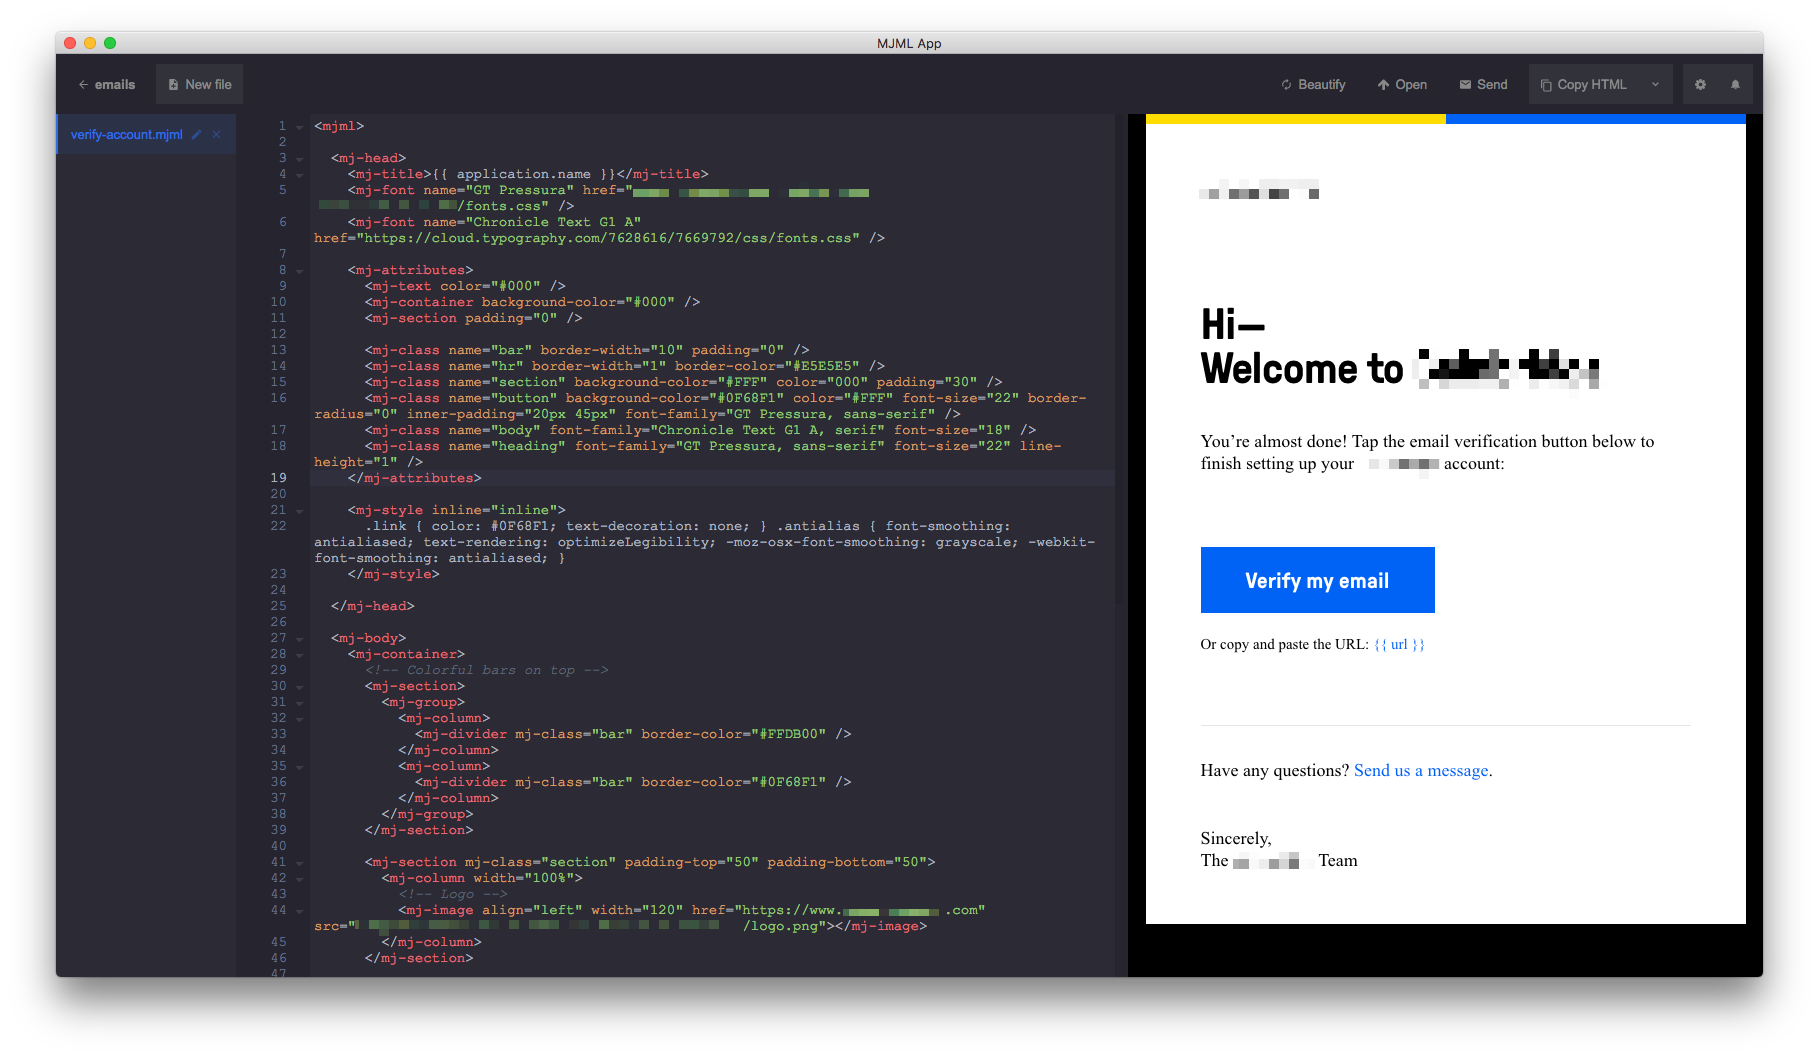 MJML App
emails
New file
Beautify
Open
Send
Copy HTML
verify-account.mjml
1 <mjml>
2
3 <mj-head>
4 <mj-title>{{ application.name }}</mj-title>
5 <mj-font name="GT Pressura" href="
/fonts.css" />
6 <mj-font name="Chronicle Text G1 A"
href="https://cloud.typography.com/7628616/7669792/css/fonts.css" />
7
8 <mj-attributes>
9 <mj-text color="#000" />
10 <mj-container background-color="#000" />
11 <mj-section padding="0" />
12
13 <mj-class name="bar" border-width="10" padding="0" />
14 <mj-class name="hr" border-width="1" border-color="#E5E5E5" />
15 <mj-class name="section" background-color="#FFF" color="000" padding="30" />
16 <mj-class name="button" background-color="#0F68F1" color="#FFF" font-size="22" border-
radius="0" inner-padding="20px 45px" font-family="GT Pressura, sans-serif" />
17 <mj-class name="body" font-family="Chronicle Text G1 A, serif" font-size="18" />
18 <mj-class name="heading" font-family="GT Pressura, sans-serif" font-size="22" line-
height="1" />
19 </mj-attributes>
20
21 <mj-style inline="inline">
22 .link { color: #0F68F1; text-decoration: none; } .antialias { font-smoothing:
antialiased; text-rendering: optimizeLegibility; -moz-osx-font-smoothing: grayscale; -webkit-
font-smoothing: antialiased; }
23 </mj-style>
24
25 </mj-head>
26
27 <mj-body>
28 <mj-container>
29 <!-- Colorful bars on top -->
30 <mj-section>
31 <mj-group>
32 <mj-column>
33 <mj-divider mj-class="bar" border-color="#FFDB00" />
34 </mj-column>
35 <mj-column>
36 <mj-divider mj-class="bar" border-color="#0F68F1" />
37 </mj-column>
38 </mj-group>
39 </mj-section>
40
41 <mj-section mj-class="section" padding-top="50" padding-bottom="50">
42 <mj-column width="100%">
43 <!-- Logo -->
44 <mj-image align="left" width="120" href="https://www. .com"
src=" /logo.png"></mj-image>
45 </mj-column>
46 </mj-section>
47
Hi—
Welcome to
You’re almost done! Tap the email verification button below to
finish setting up your account:
Verify my email
Or copy and paste the URL: {{ url }}
Have any questions? Send us a message.
Sincerely,
The Team